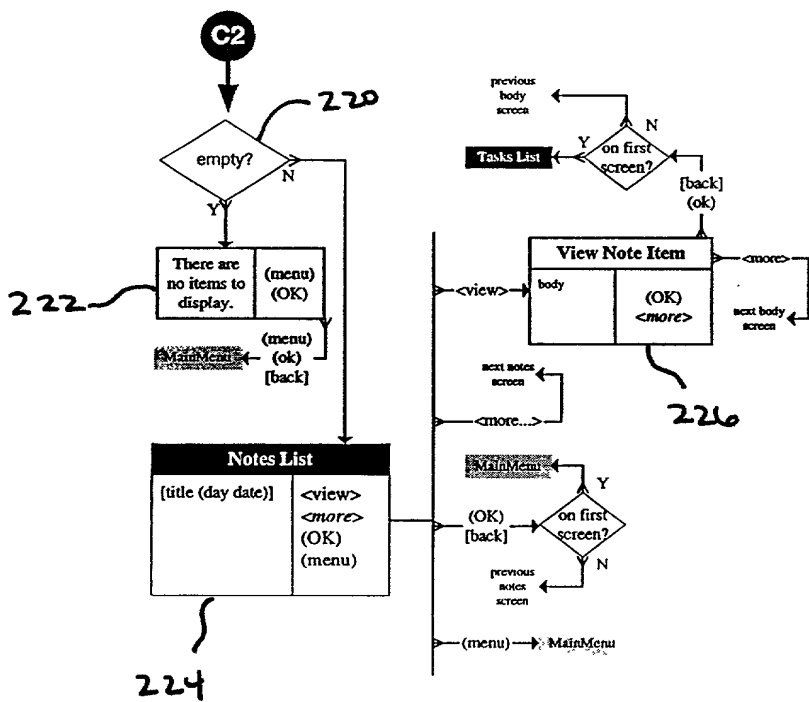 C2
220
empty?
N
Y
There are
no items to
display.
(menu)
(OK)
222
(menu)
MainMenu
(ok)
[back]
Notes List
[title (day date)]
<view>
<more>
(OK)
(menu)
224
previous
body
screen
N
Y
Tasks List
on first
screen?
[back]
(ok)
View Note Item
<view>
body
(OK)
<more>
<more>
next body
screen
226
next notes
screen
<more...>
MainMenu
Y
(OK)
[back]
on first
screen?
N
previous
notes
screen
(menu)
MainMenu